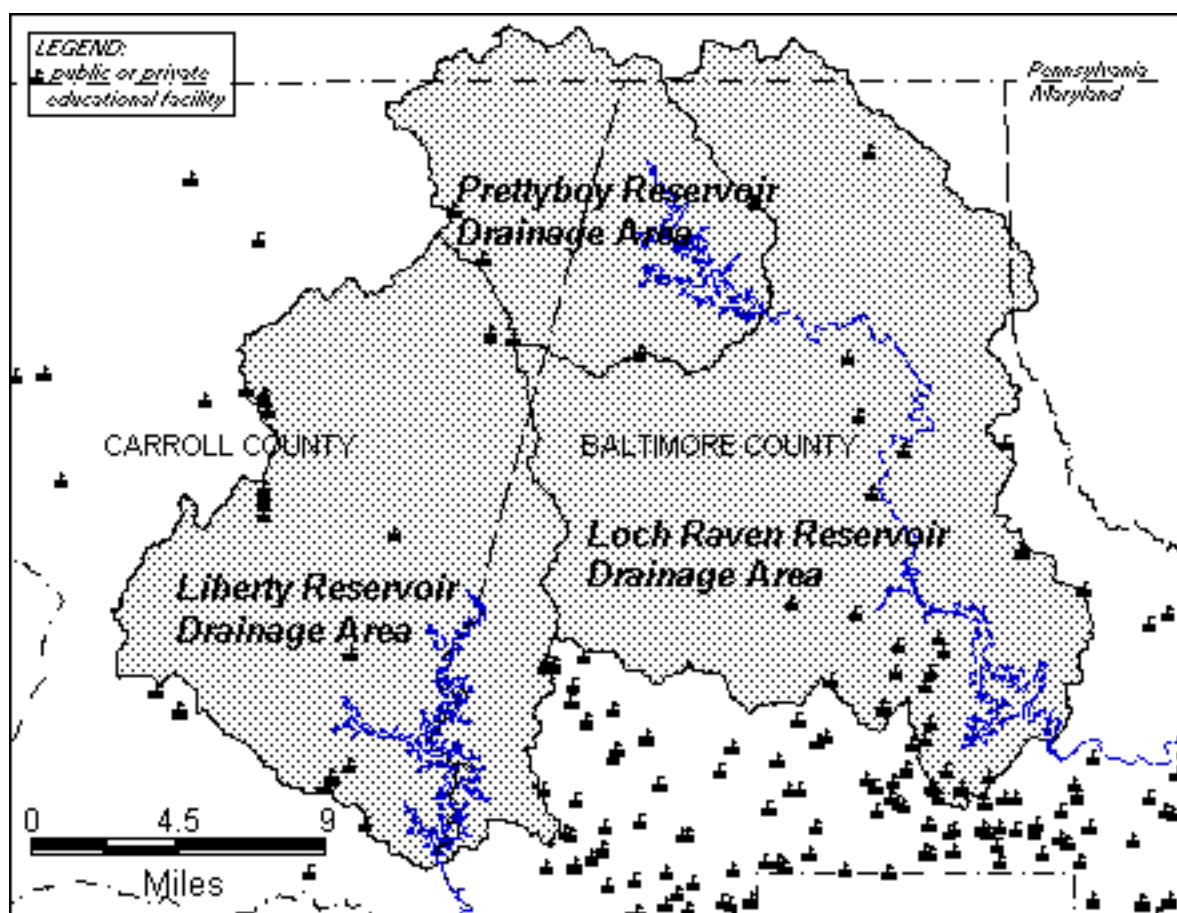 LEGEND:
public or private
educational facility
Pennsylvania
Maryland
Prettyboy Reservoir
Drainage Area
CARROLL COUNTY
BALTIMORE COUNTY
Loch Raven Reservoir
Drainage Area
Liberty Reservoir
Drainage Area
0 4.5 9
Miles